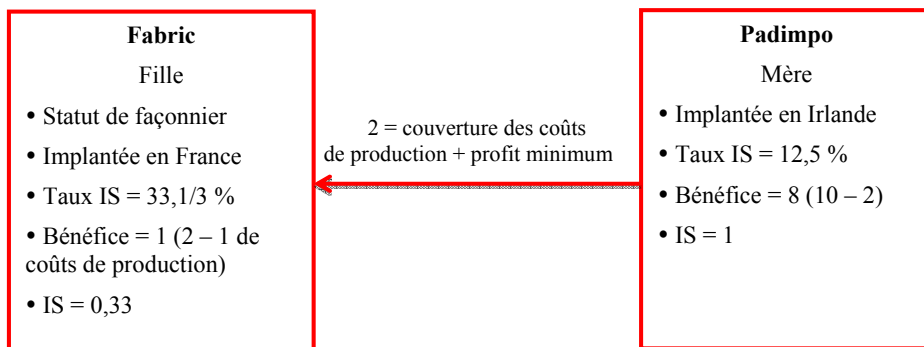 Fabric
Fille
• Statut de façonnier
• Implantée en France
• Taux IS = 33,1/3 %
• Bénéfice = 1 (2 – 1 de
coûts de production)
• IS = 0,33
2 = couverture des coûts
de production + profit minimum
Padimpo
Mère
• Implantée en Irlande
• Taux IS = 12,5 %
• Bénéfice = 8 (10 – 2)
• IS = 1